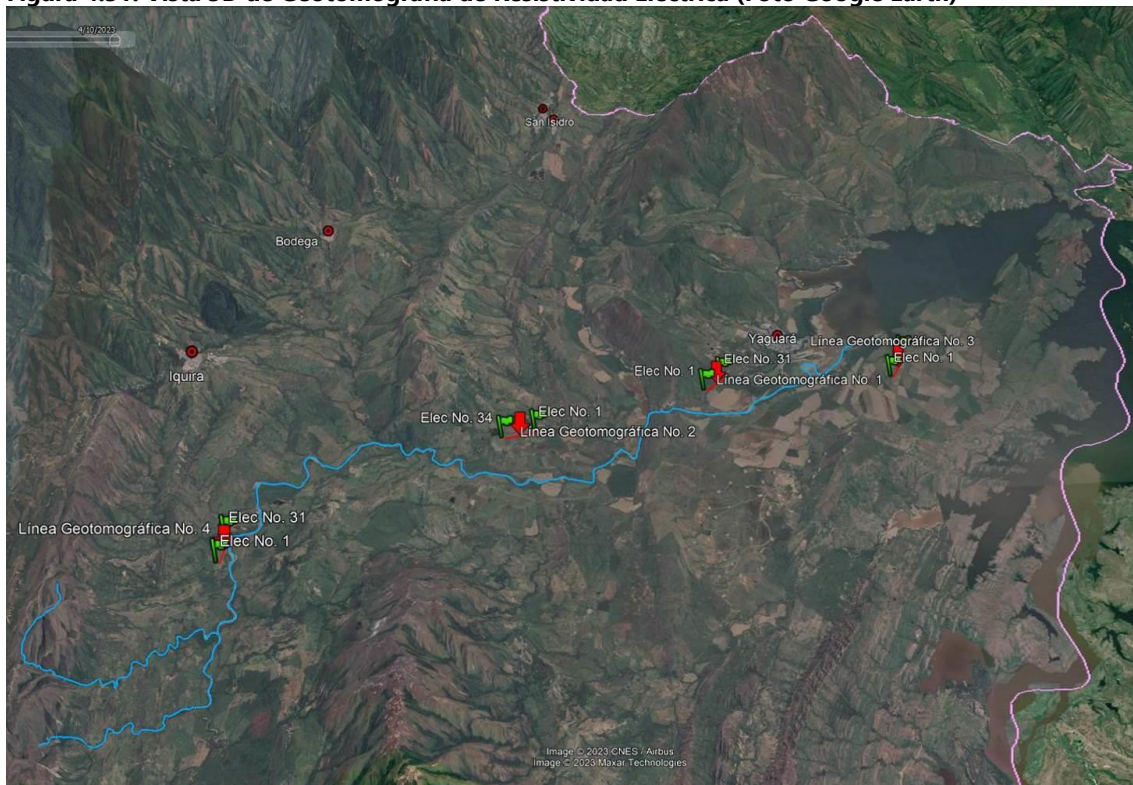 Figura 4.31. Vista 3D de Geotomografía de Resistividad Eléctrica (Foto Google Earth)
4/10/2023
San Isidro
Bodega
Iquira
Yaguará
Línea Geotomográfica No. 3
Elec No. 31
Elec No. 1
Elec No. 1
Línea Geotomográfica No. 1
Elec No. 34
Elec No. 1
Línea Geotomográfica No. 2
Elec No. 31
Línea Geotomográfica No. 4
Elec No. 1
Image © 2023 CNES / Airbus
Image © 2023 Maxar Technologies